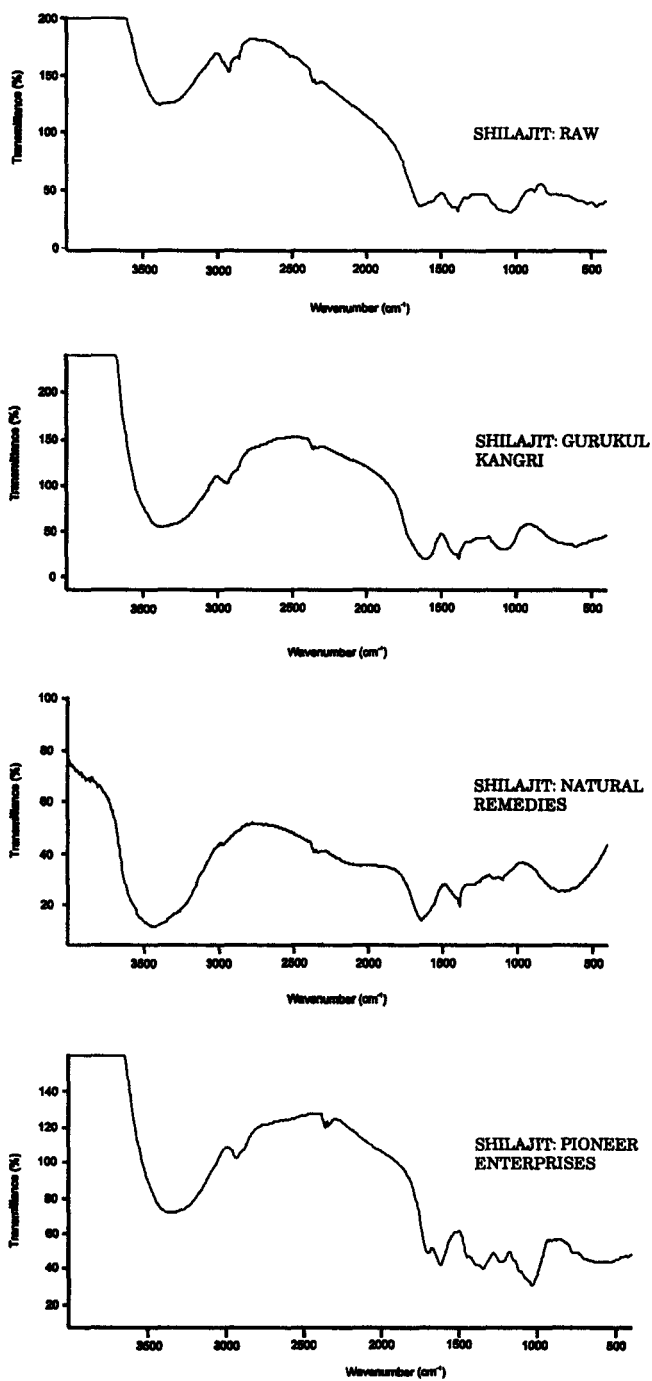 200
150
100
50
0
Transmittance (%)
SHILAJIT: RAW
3500 3000 2500 2000 1500 1000 500
Wavenumber (cm⁻¹)
200
150
100
50
0
Transmittance (%)
SHILAJIT: GURUKUL
KANGRI
3500 3000 2500 2000 1500 1000 500
Wavenumber (cm⁻¹)
100
80
60
40
20
Transmittance (%)
SHILAJIT: NATURAL
REMEDIES
3500 3000 2500 2000 1500 1000 500
Wavenumber (cm⁻¹)
140
120
100
80
60
40
20
Transmittance (%)
SHILAJIT: PIONEER
ENTERPRISES
3500 3000 2500 2000 1500 1000 500
Wavenumber (cm⁻¹)